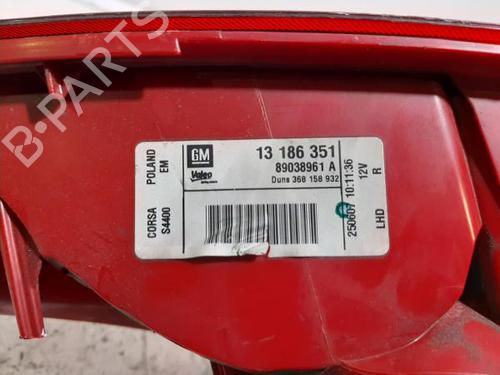 GM
Valeo
13 186 351
89038961 A
Duns 368 158 932
CORSA POLAND
S4400 EM
250607 10:11:36
12V R
LHD
B-PARTS